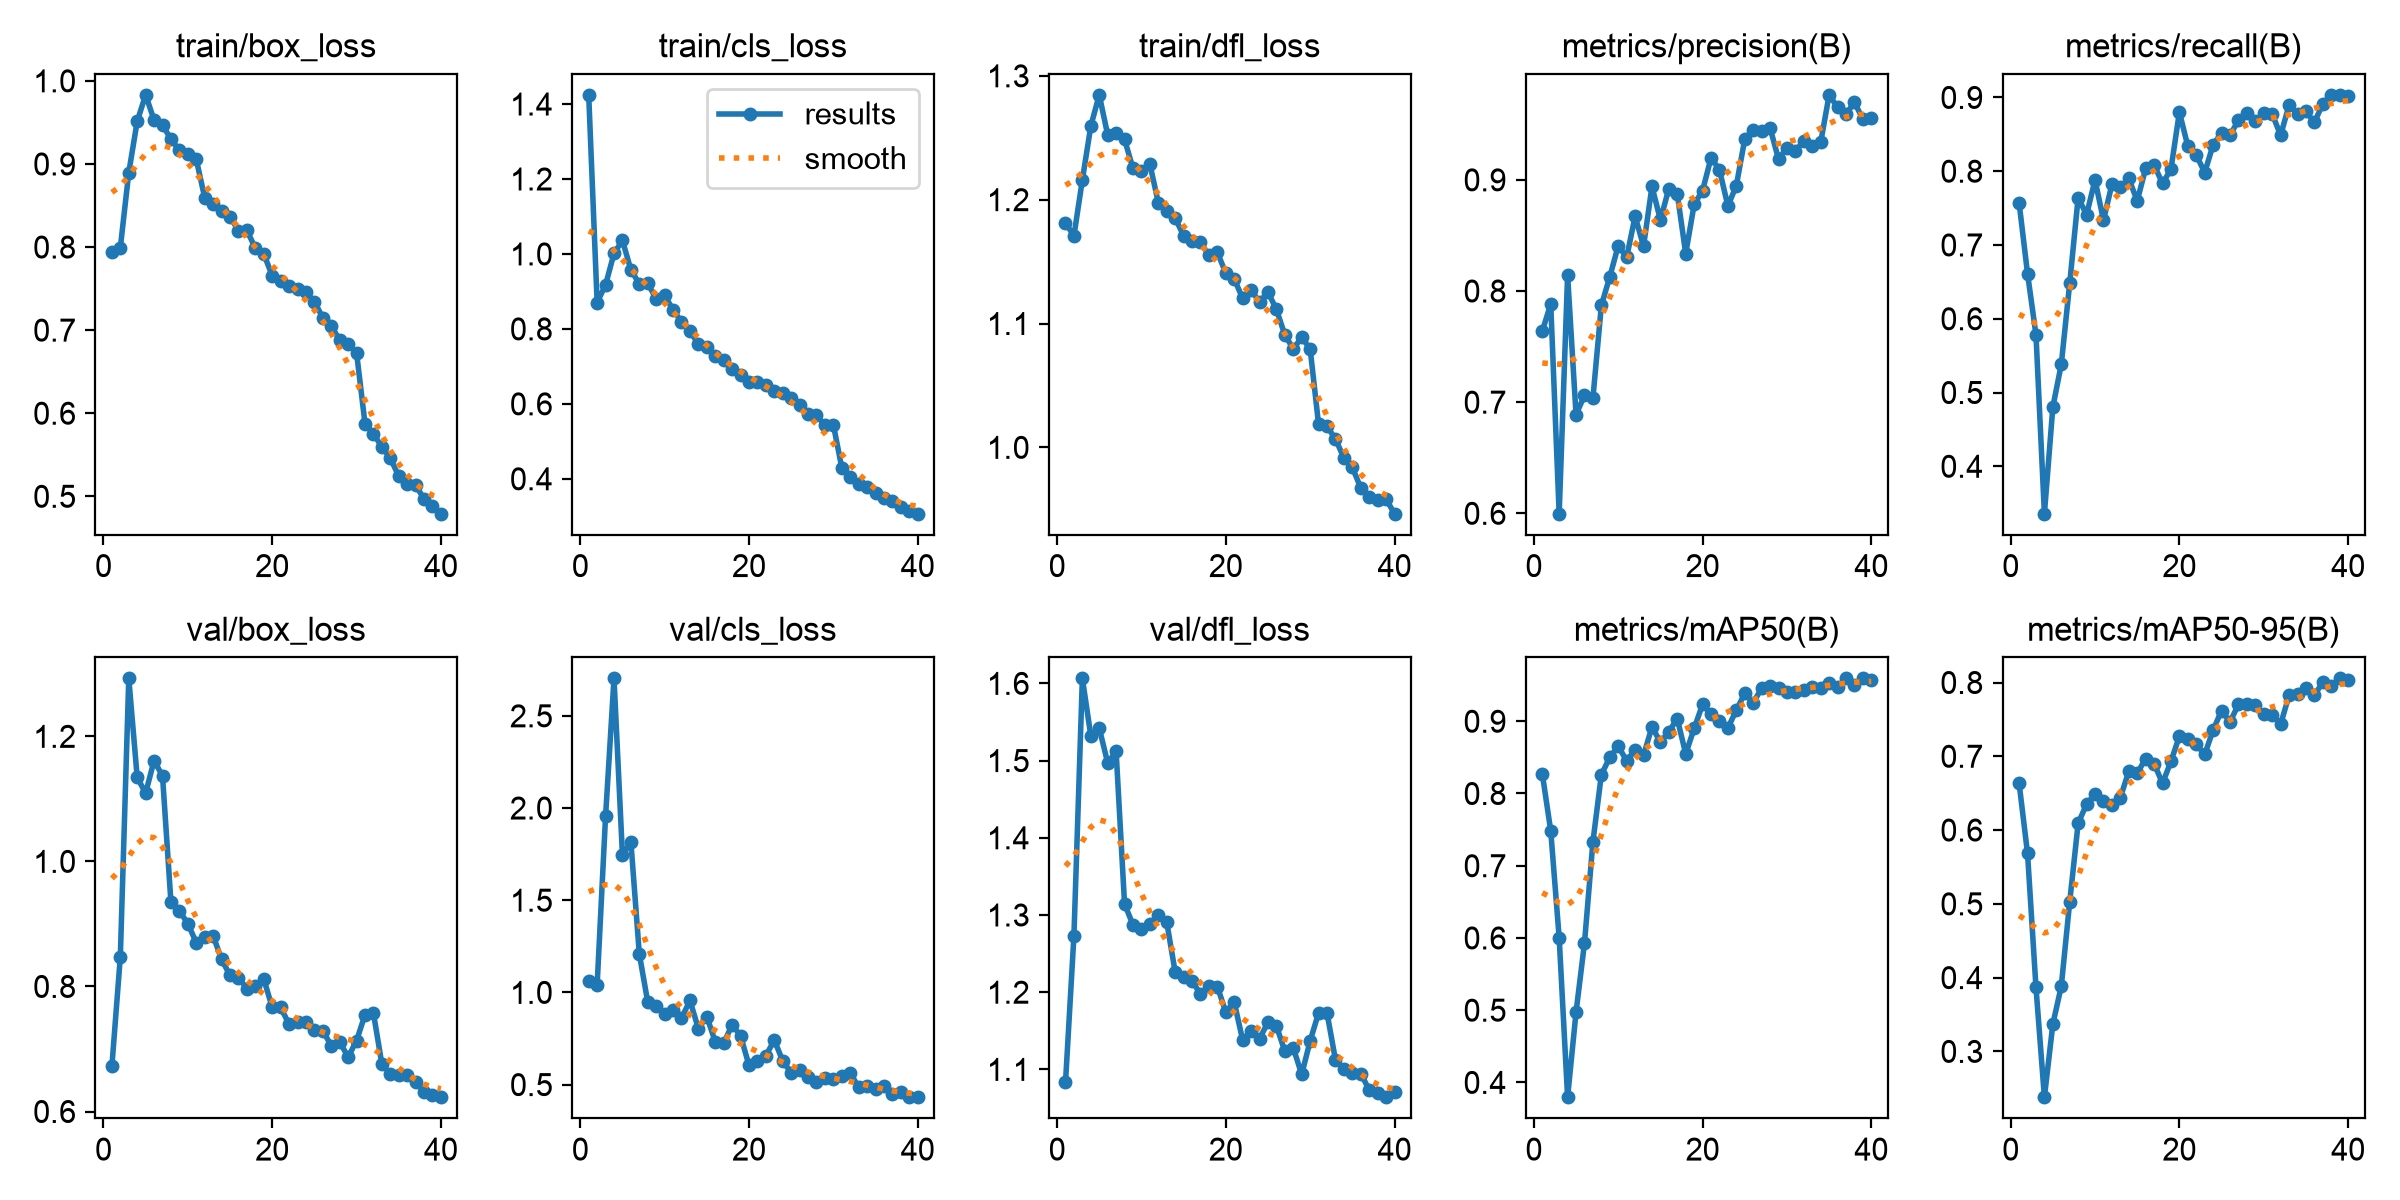 train/box_loss
1.0
0.9
0.8
0.7
0.6
0.5
0 20 40
train/cls_loss
results
smooth
1.4
1.2
1.0
0.8
0.6
0.4
0 20 40
train/dfl_loss
1.3
1.2
1.1
1.0
0 20 40
metrics/precision(B)
0.9
0.8
0.7
0.6
0 20 40
metrics/recall(B)
0.9
0.8
0.7
0.6
0.5
0.4
0 20 40
val/box_loss
1.2
1.0
0.8
0.6
0 20 40
val/cls_loss
2.5
2.0
1.5
1.0
0.5
0 20 40
val/dfl_loss
1.6
1.5
1.4
1.3
1.2
1.1
0 20 40
metrics/mAP50(B)
0.9
0.8
0.7
0.6
0.5
0.4
0 20 40
metrics/mAP50-95(B)
0.8
0.7
0.6
0.5
0.4
0.3
0 20 40